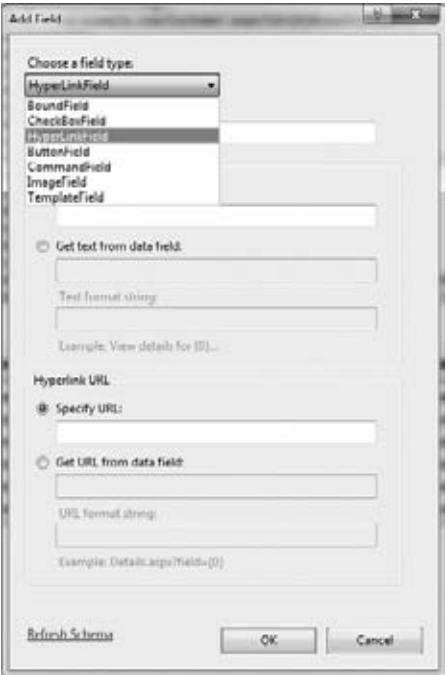 Add Field
Choose a field type:
HyperLinkField
BoundField
CheckBoxField
HyperLinkField
ButtonField
CommandField
ImageField
TemplateField
Get text from data field:
Text format string:
Example: View details for {0}...
Hyperlink URL
Specify URL:
Get URL from data field:
URL format string:
Example: Details.aspx?field={0}
Refresh Schema
OK
Cancel